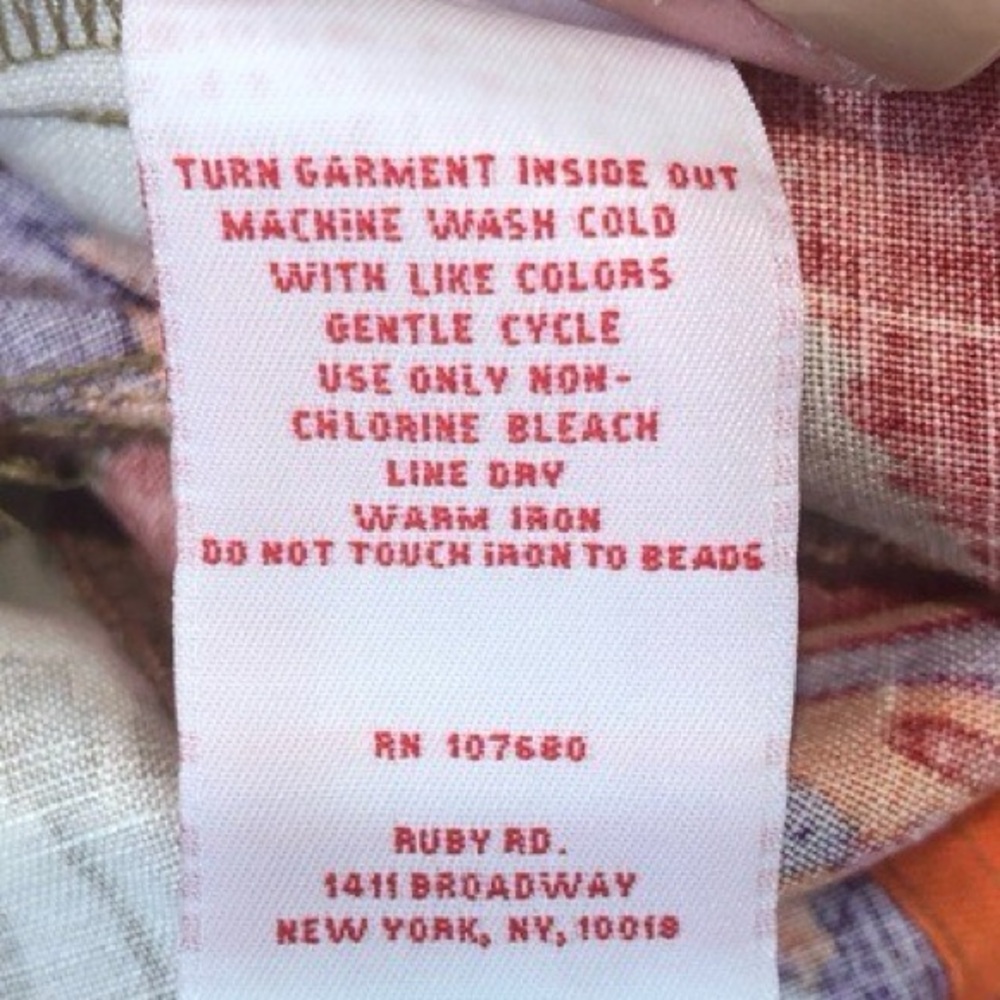 TURN GARMENT INSIDE OUT
MACHINE WASH COLD
WITH LIKE COLORS
GENTLE CYCLE
USE ONLY NON-
CHLORINE BLEACH
LINE DRY
WARM IRON
DO NOT TOUCH IRON TO BEADS
RN 107680
RUBY RD.
1411 BROADWAY
NEW YORK, NY, 10018